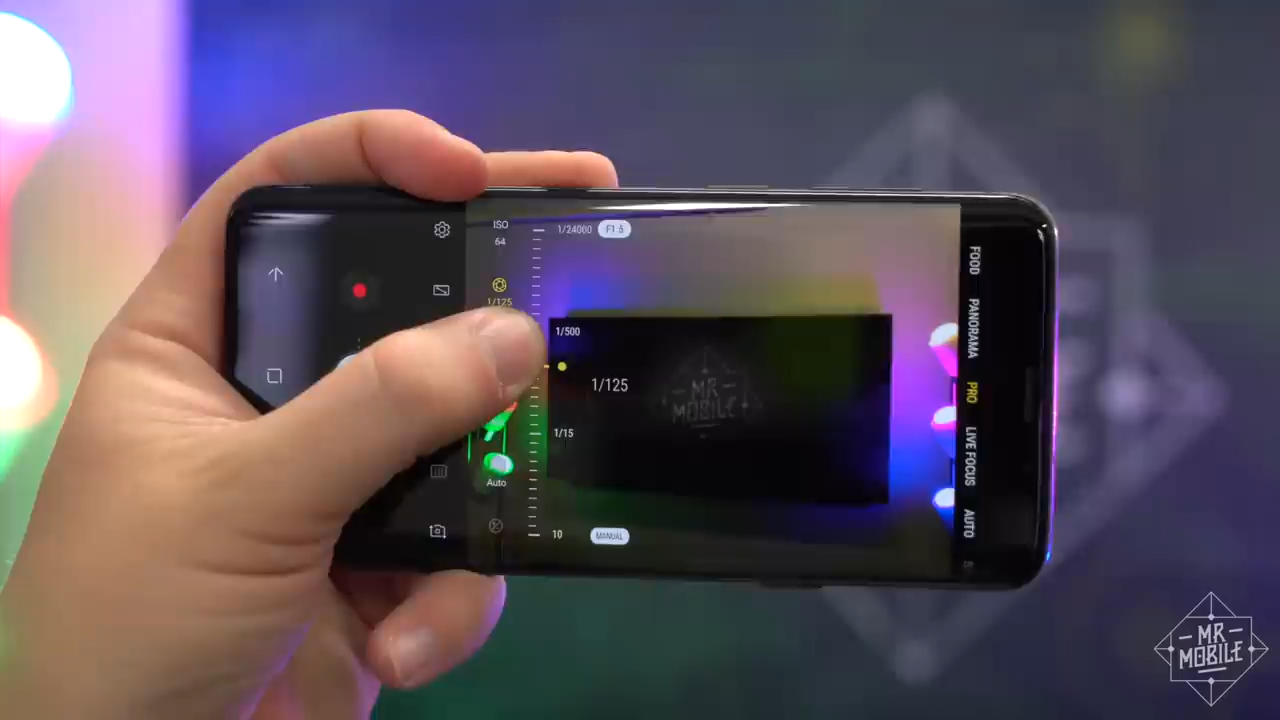 ISO
64
1/125
Auto
1/24000
F1.5
1/500
1/125
1/15
10
MANUAL
MR
MOBILE
FOOD
PANORAMA
PRO
LIVE FOCUS
AUTO
MR
MOBILE